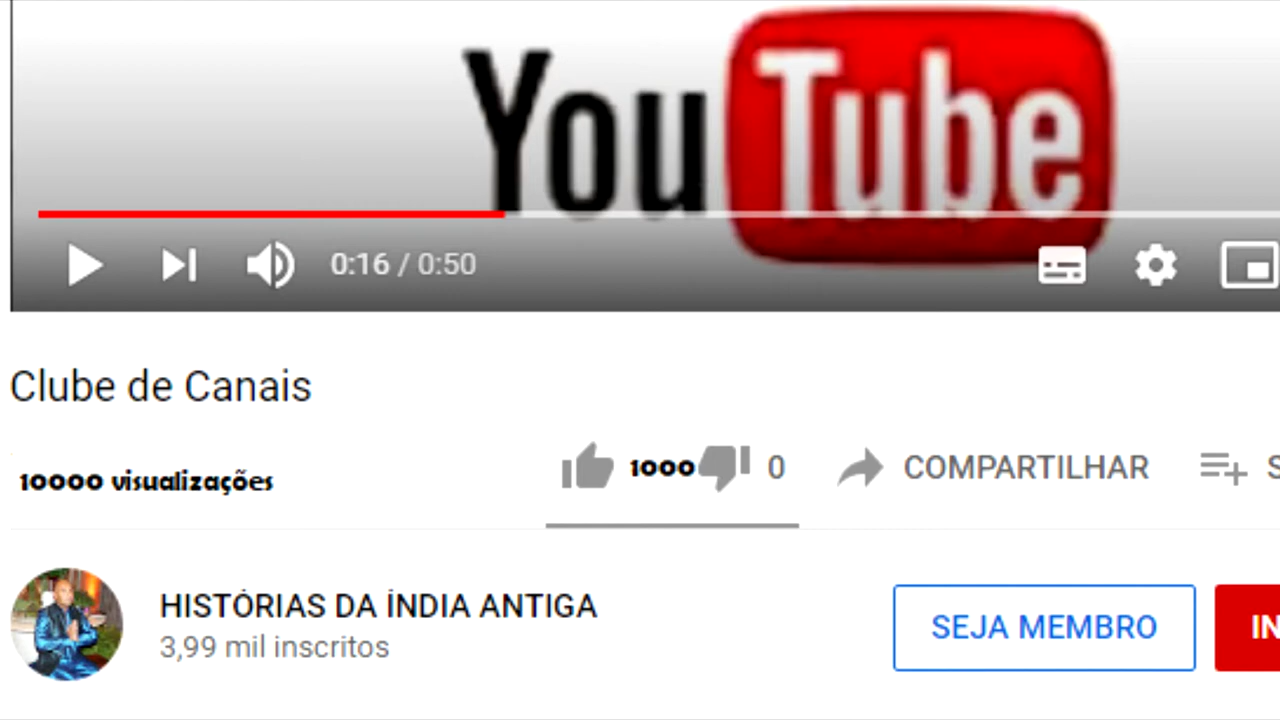 YouTube
0:16 / 0:50
Clube de Canais
10000 visualizações
1000 0 COMPARTILHAR
HISTÓRIAS DA ÍNDIA ANTIGA
3,99 mil inscritos
SEJA MEMBRO